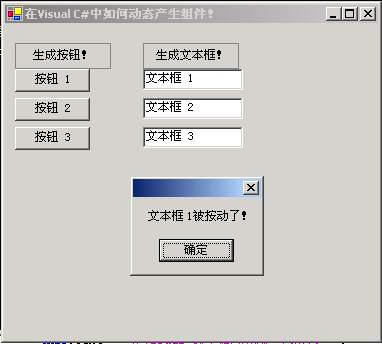 在Visual C#中如何动态产生组件!
生成按钮! 生成文本框!
按钮 1 文本框 1
按钮 2 文本框 2
按钮 3 文本框 3
文本框 1被按动了!
确定